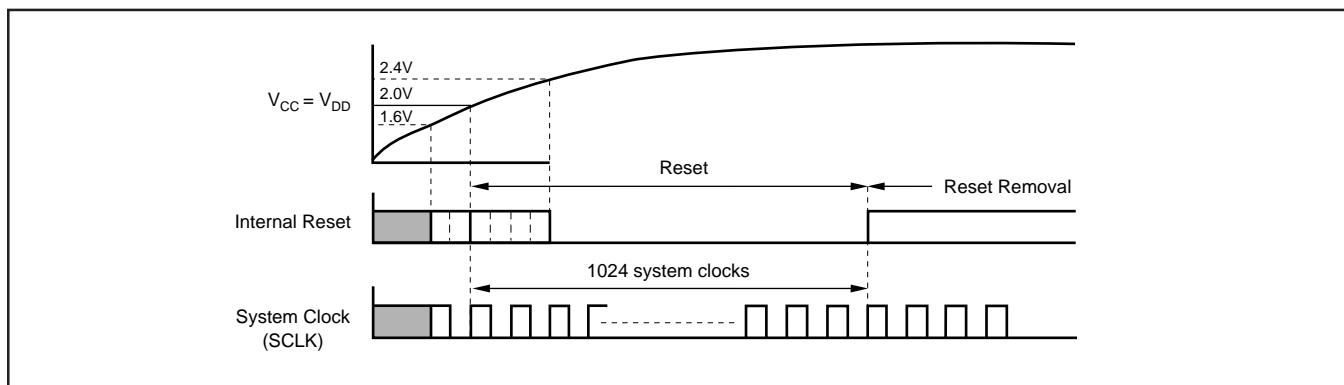 2.4V
V_CC = V_DD
2.0V
1.6V
Reset
Reset Removal
Internal Reset
1024 system clocks
System Clock
(SCLK)